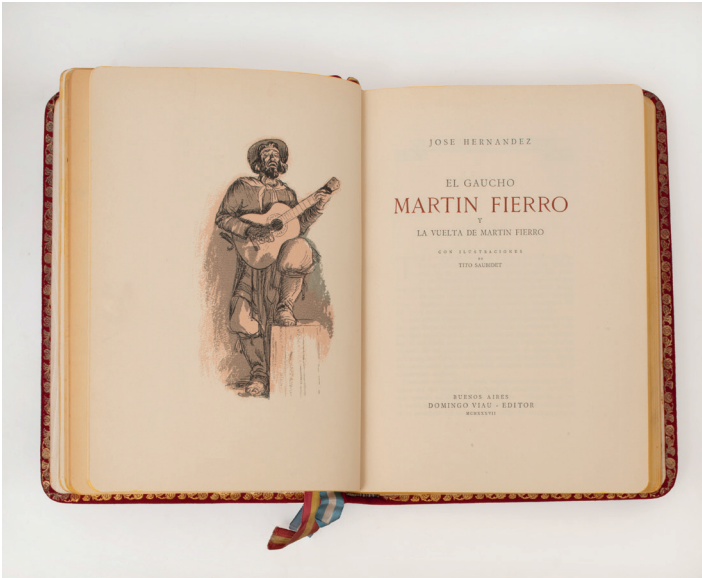 JOSE HERNANDEZ
EL GAUCHO
MARTIN FIERRO
Y
LA VUELTA DE MARTIN FIERRO
CON ILUSTRACIONES
DE
TITO SAUBIDET
BUENOS AIRES
DOMINGO VIAU - EDITOR